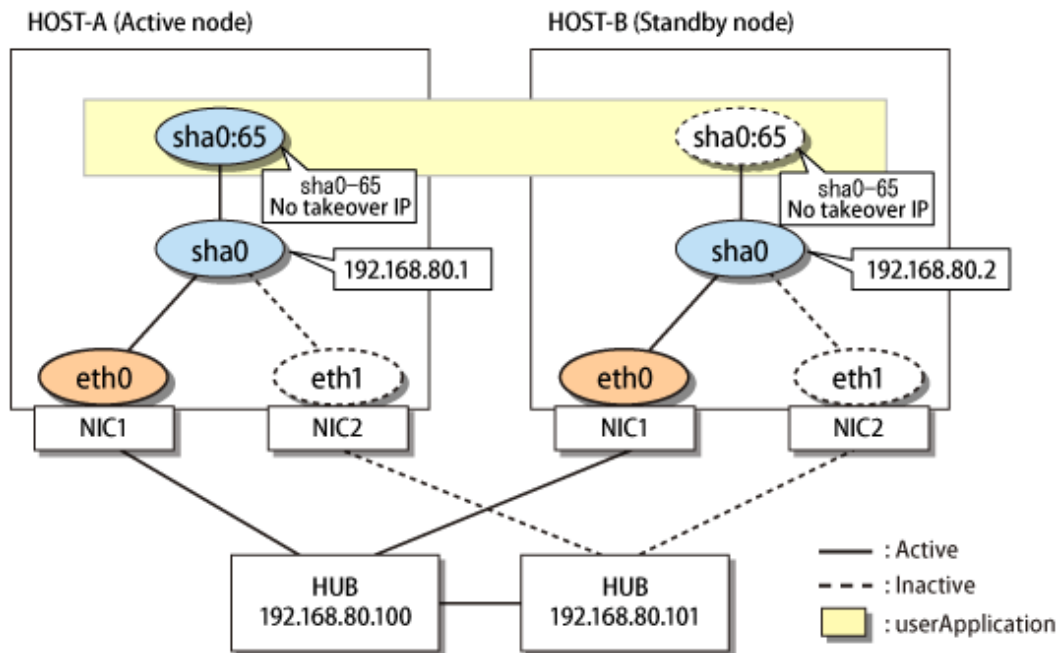 HOST-A (Active node)
HOST-B (Standby node)
sha0:65
sha0:65
sha0-65
No takeover IP
sha0-65
No takeover IP
sha0
192.168.80.1
sha0
192.168.80.2
eth0
eth1
eth0
eth1
NIC1
NIC2
NIC1
NIC2
HUB
192.168.80.100
HUB
192.168.80.101
: Active
: Inactive
: userApplication